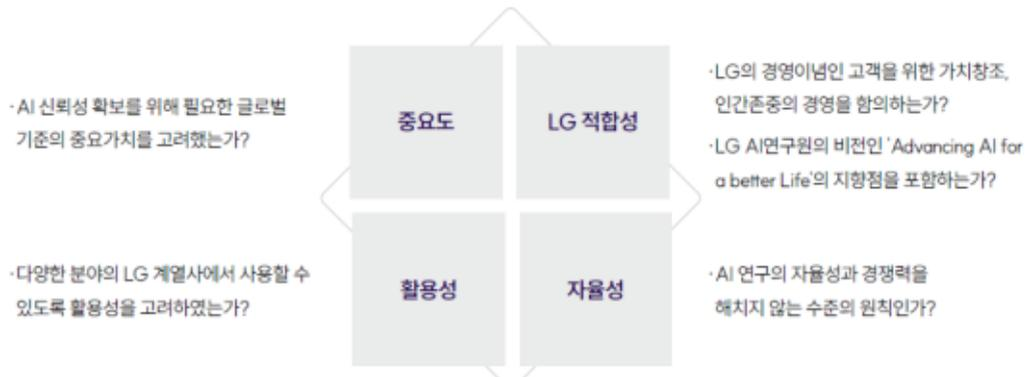 ·AI 신뢰성 확보를 위해 필요한 글로벌
기준의 중요가치를 고려했는가?
중요도
LG 적합성
·LG의 경영이념인 고객을 위한 가치창조,
인간존중의 경영을 함의하는가?
·LG AI연구원의 비전인 'Advancing AI for
a better Life'의 지향점을 포함하는가?
·다양한 분야의 LG 계열사에서 사용할 수
있도록 활용성을 고려하였는가?
활용성
자율성
·AI 연구의 자율성과 경쟁력을
해치지 않는 수준의 원칙인가?